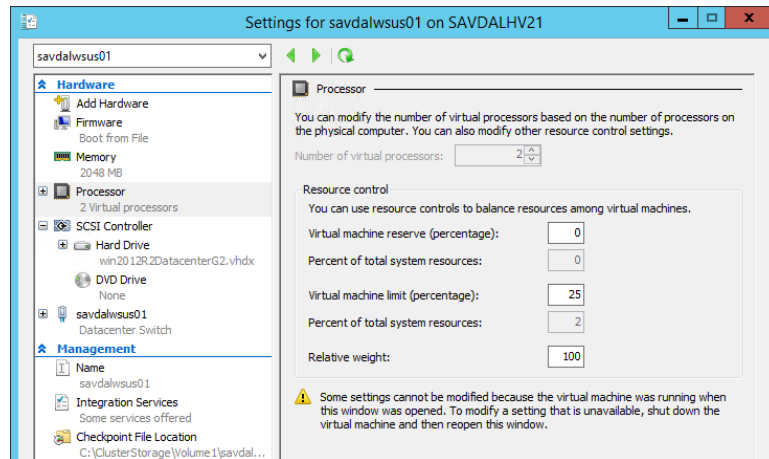 Settings for savdalwsus01 on SAVDALHV21
savdalwsus01
Hardware
Add Hardware
Firmware
Boot from File
Memory
2048 MB
Processor
2 Virtual processors
SCSI Controller
Hard Drive
win2012R2DatacenterG2.vhdx
DVD Drive
None
savdalwsus01
Datacenter Switch
Management
Name
savdalwsus01
Integration Services
Some services offered
Checkpoint File Location
C:\ClusterStorage\Volume1\savdal...
Processor
You can modify the number of virtual processors based on the number of processors on
the physical computer. You can also modify other resource control settings.
Number of virtual processors: 2
Resource control
You can use resource controls to balance resources among virtual machines.
Virtual machine reserve (percentage): 0
Percent of total system resources: 0
Virtual machine limit (percentage): 25
Percent of total system resources: 2
Relative weight: 100
Some settings cannot be modified because the virtual machine was running when
this window was opened. To modify a setting that is unavailable, shut down the
virtual machine and then reopen this window.